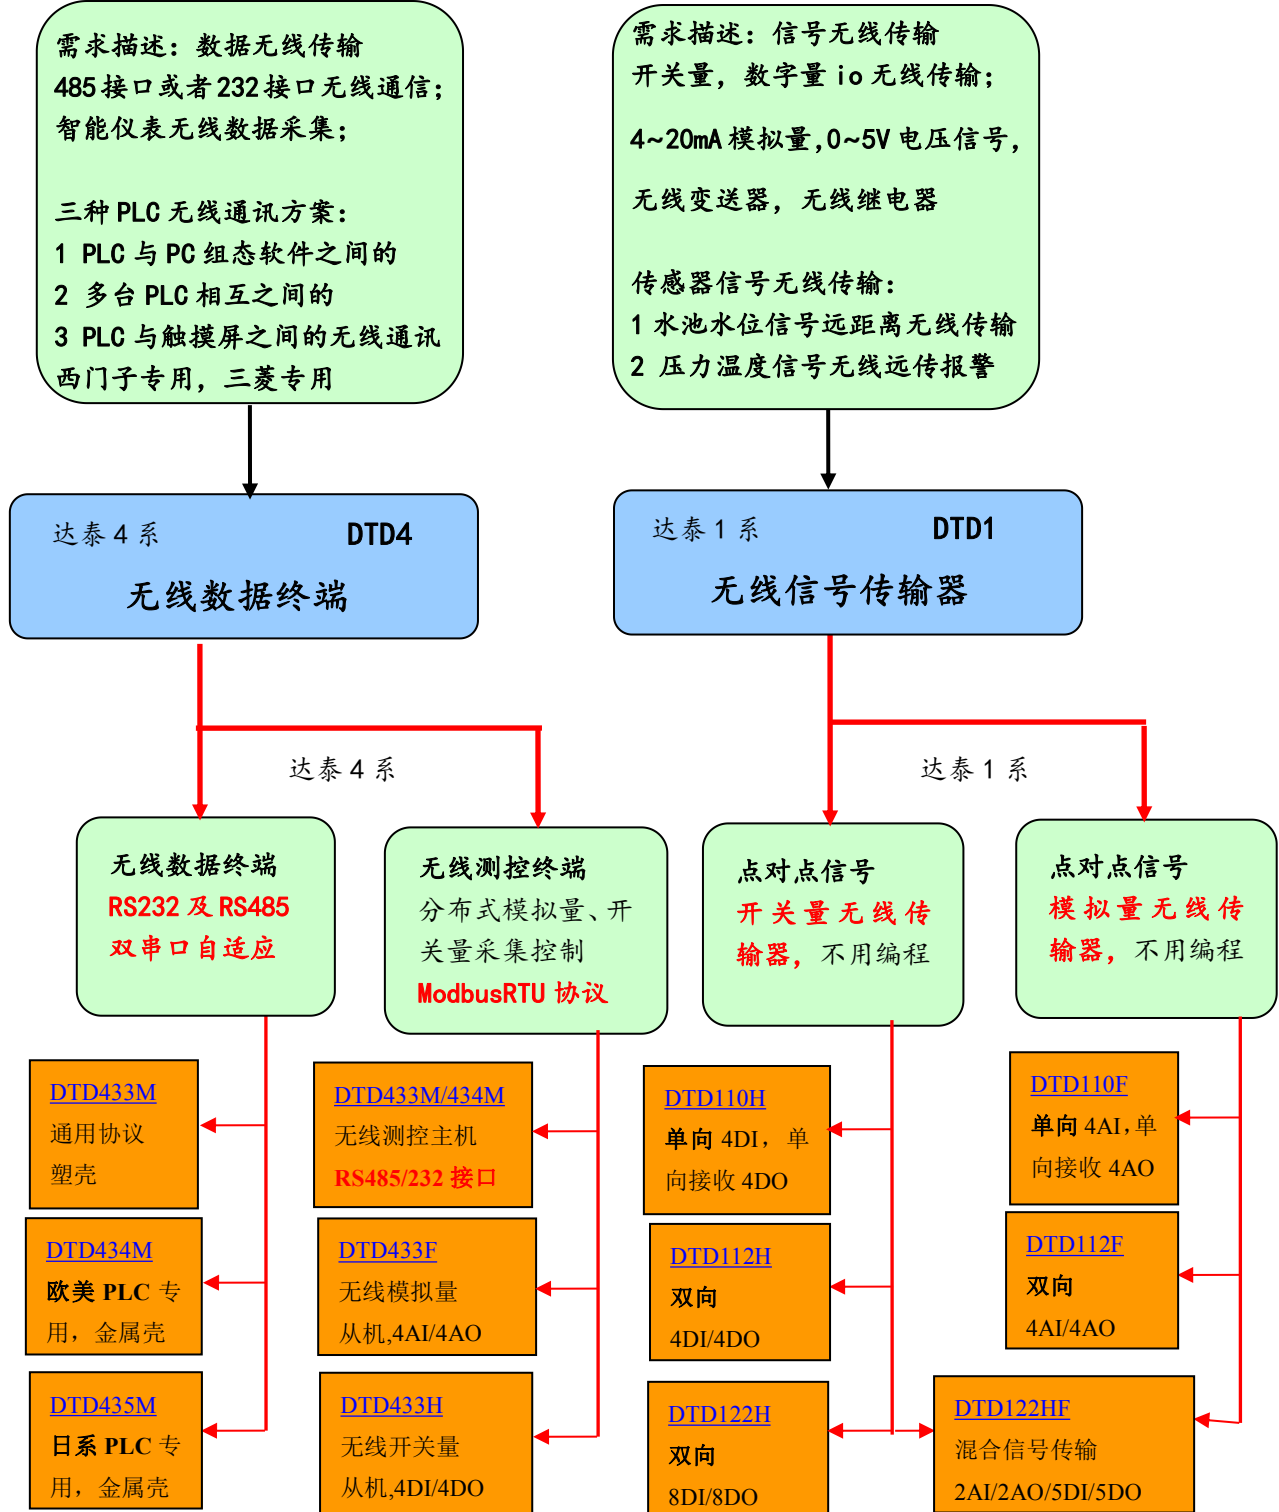 需求描述：数据无线传输
485接口或者232接口无线通信；
智能仪表无线数据采集；
三种PLC无线通讯方案：
1 PLC与PC组态软件之间的
2 多台PLC相互之间的
3 PLC与触摸屏之间的无线通讯
西门子专用，三菱专用
需求描述：信号无线传输
开关量，数字量io无线传输；
4~20mA模拟量,0~5V电压信号，
无线变送器，无线继电器
传感器信号无线传输：
1水池水位信号远距离无线传输
2 压力温度信号无线远传报警
达泰4系 DTD4
无线数据终端
达泰1系 DTD1
无线信号传输器
达泰4系
达泰1系
无线数据终端
RS232及RS485
双串口自适应
无线测控终端
分布式模拟量、开
关量采集控制
ModbusRTU协议
点对点信号
开关量无线传
输器，不用编程
点对点信号
模拟量无线传
输器，不用编程
DTD433M
通用协议
塑壳
DTD434M
欧美PLC专
用，金属壳
DTD435M
日系PLC专
用，金属壳
DTD433M/434M
无线测控主机
RS485/232接口
DTD433F
无线模拟量
从机,4AI/4AO
DTD433H
无线开关量
从机,4DI/4DO
DTD110H
单向4DI，单
向接收4DO
DTD112H
双向
4DI/4DO
DTD122H
双向
8DI/8DO
DTD110F
单向4AI,单
向接收4AO
DTD112F
双向
4AI/4AO
DTD122HF
混合信号传输
2AI/2AO/5DI/5DO